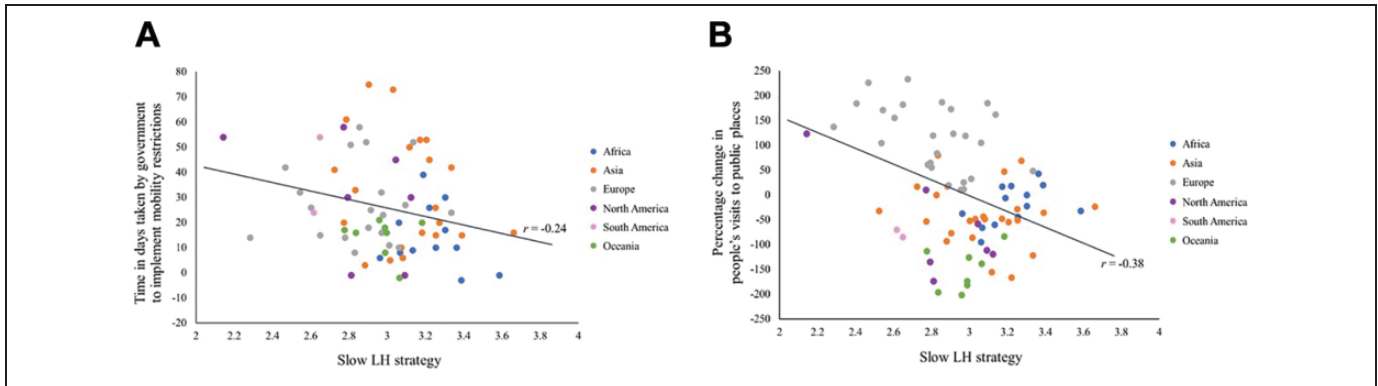 A
Time in days taken by government
to implement mobility restrictions
80
70
60
50
40
30
20
10
0
-10
-20
2
2.2
2.4
2.6
2.8
3
3.2
3.4
3.6
3.8
4
Slow LH strategy
r = -0.24
Africa
Asia
Europe
North America
South America
Oceania
B
Percentage change in
people's visits to public places
250
200
150
100
50
0
-50
-100
-150
-200
-250
2
2.2
2.4
2.6
2.8
3
3.2
3.4
3.6
3.8
4
Slow LH strategy
r = -0.38
Africa
Asia
Europe
North America
South America
Oceania